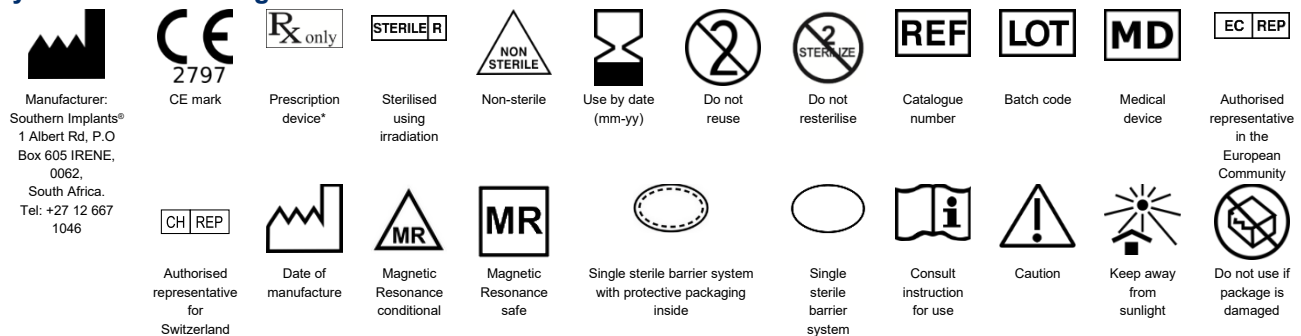 2797
Rx only
STERILE R
NON
STERILE
2
2
STERILIZE
REF
LOT
MD
EC REP
Manufacturer:
Southern Implants®
1 Albert Rd, P.O
Box 605 IRENE,
0062,
South Africa.
Tel: +27 12 667
1046
CE mark
Prescription
device*
Sterilised
using
irradiation
Non-sterile
Use by date
(mm-yy)
Do not
reuse
Do not
resterilise
Catalogue
number
Batch code
Medical
device
Authorised
representative
in the
European
Community
CH REP
MR
MR
i
Authorised
representative
for
Switzerland
Date of
manufacture
Magnetic
Resonance
conditional
Magnetic
Resonance
safe
Single sterile barrier system
with protective packaging
inside
Single
sterile
barrier
system
Consult
instruction
for use
Caution
Keep away
from
sunlight
Do not use if
package is
damaged